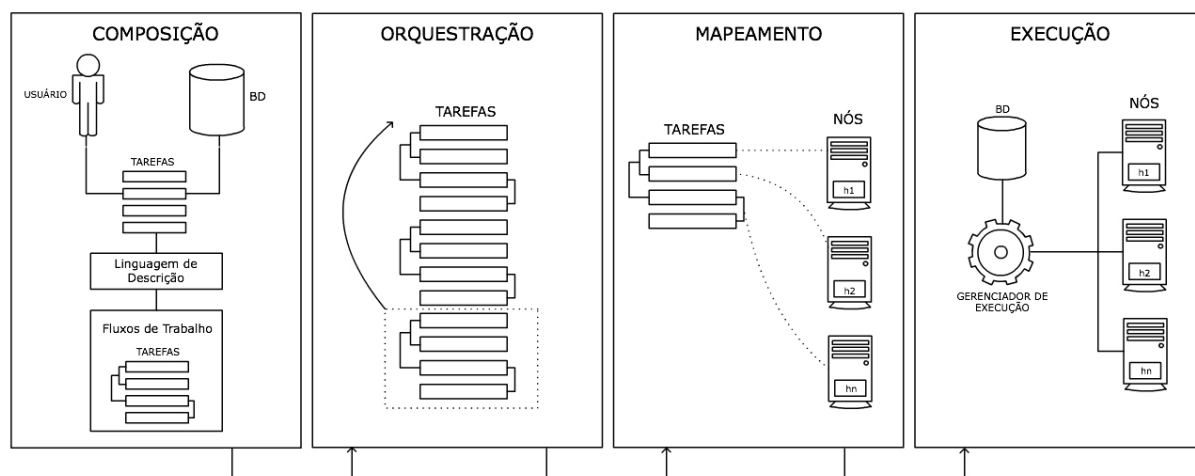 COMPOSIÇÃO
USUÁRIO
BD
TAREFAS
Linguagem de
Descrição
Fluxos de Trabalho
TAREFAS
ORQUESTRAÇÃO
TAREFAS
MAPEAMENTO
TAREFAS
NÓS
h1
h2
hn
EXECUÇÃO
BD
NÓS
h1
h2
hn
GERENCIADOR DE
EXECUÇÃO